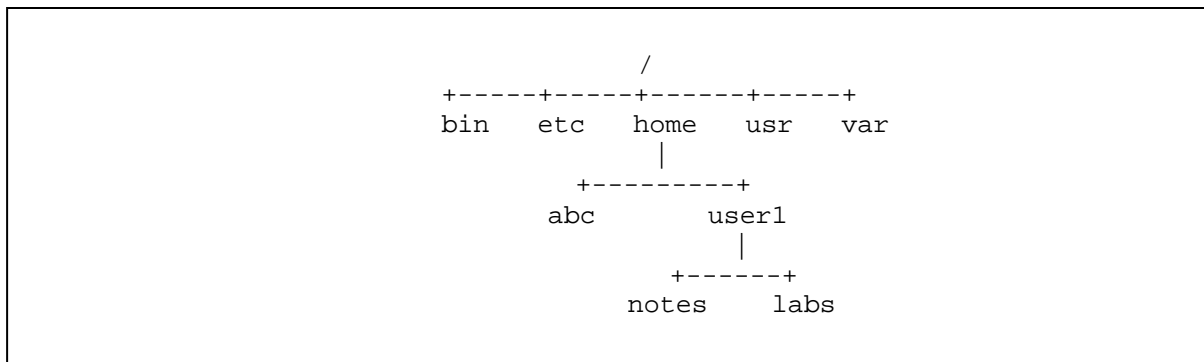 /
+-----+-----+------+-----+
bin etc home usr var
|
+---------+
abc user1
|
+------+
notes labs